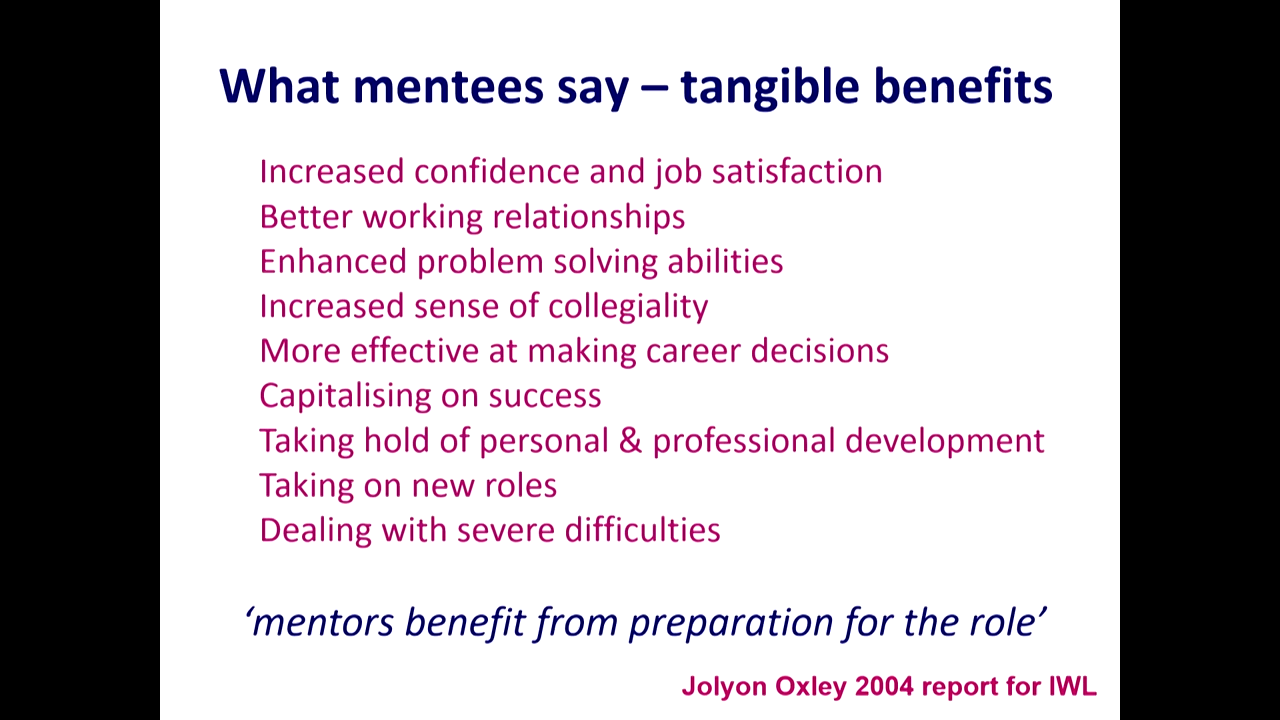 What mentees say – tangible benefits
Increased confidence and job satisfaction
Better working relationships
Enhanced problem solving abilities
Increased sense of collegiality
More effective at making career decisions
Capitalising on success
Taking hold of personal & professional development
Taking on new roles
Dealing with severe difficulties
‘mentors benefit from preparation for the role’
Jolyon Oxley 2004 report for IWL